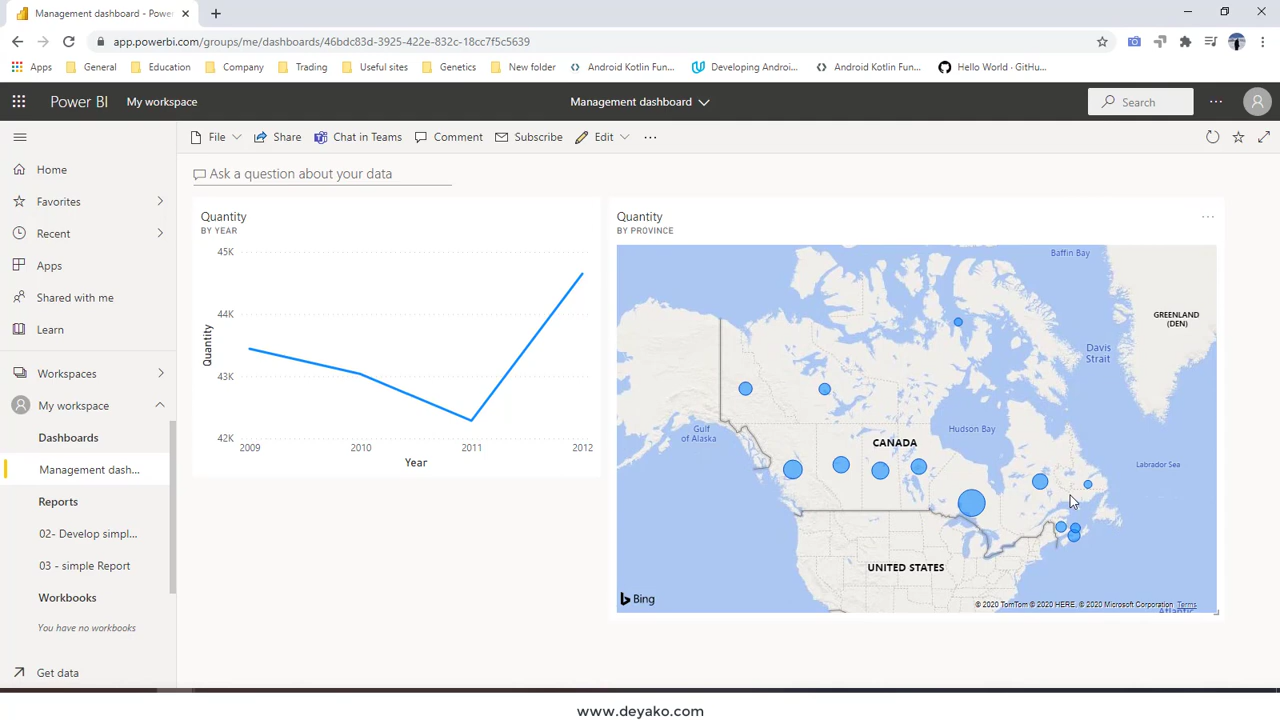 Management dashboard - Powe
app.powerbi.com/groups/me/dashboards/46bdc83d-3925-422e-832c-18cc7f5c5639
Apps General Education Company Trading Useful sites Genetics New folder Android Kotlin Fun... Developing Androi... Android Kotlin Fun... Hello World · GitHu...
Power BI My workspace Management dashboard Search
File Share Chat in Teams Comment Subscribe Edit
Home
Favorites
Recent
Apps
Shared with me
Learn
Workspaces
My workspace
Dashboards
Management dash...
Reports
02- Develop simpl...
03 - simple Report
Workbooks
You have no workbooks
Get data
Ask a question about your data
Quantity
BY YEAR
45K
44K
43K
42K
Quantity
2009 2010 2011 2012
Year
Quantity
BY PROVINCE
Baffin Bay
GREENLAND
(DEN)
Davis
Strait
Gulf
of Alaska
Hudson Bay
CANADA
Labrador Sea
UNITED STATES
Bing
© 2020 TomTom © 2020 HERE, © 2020 Microsoft Corporation Terms
Atlantic
www.deyako.com